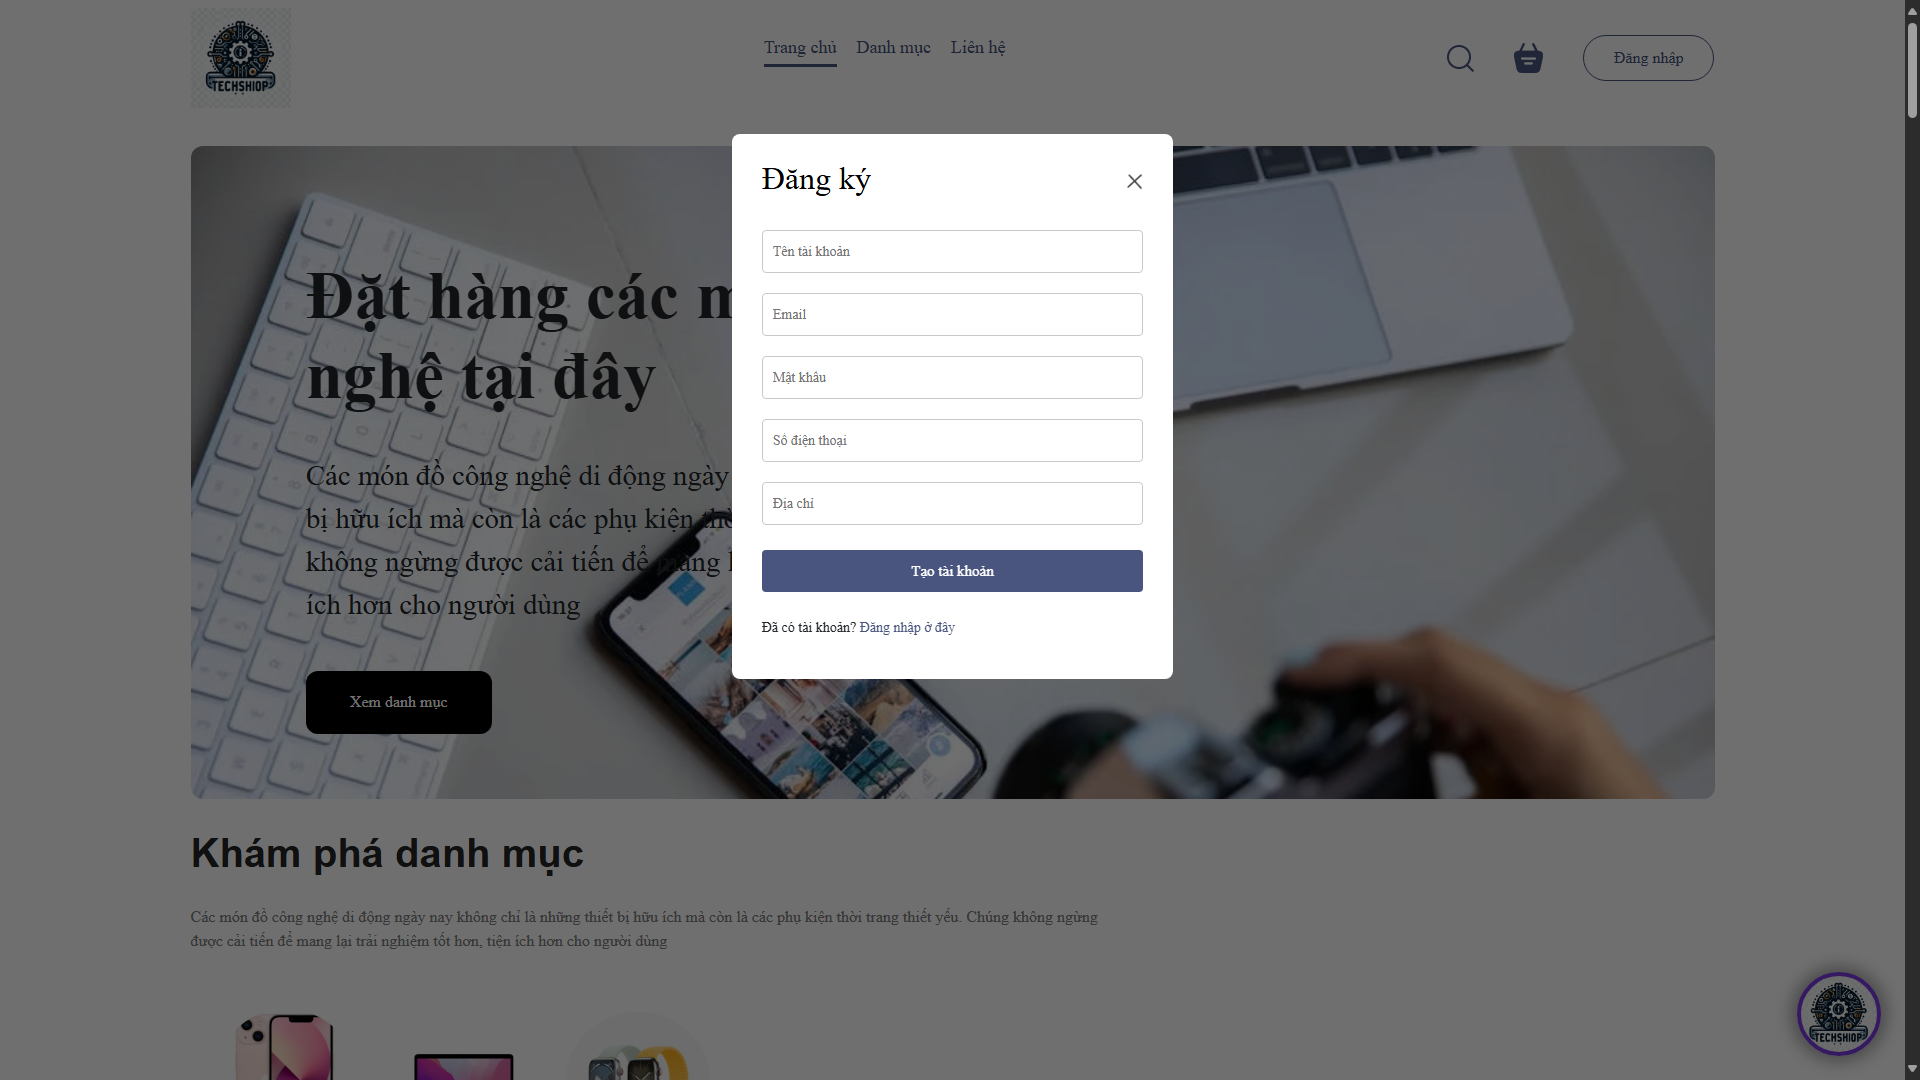 TECHSHIOP
Trang chủ
Danh mục
Liên hệ
Đăng nhập
Đăng ký
Tên tài khoản
Email
Mật khẩu
Số điện thoại
Địa chỉ
Tạo tài khoản
Đã có tài khoản? Đăng nhập ở đây
Đặt hàng các
nghệ tại đây
Các món đồ công nghệ di động ngày
bị hữu ích mà còn là các phụ kiện
không ngừng được cải tiến để mang
ích hơn cho người dùng
Xem danh mục
Khám phá danh mục
Các món đồ công nghệ di động ngày nay không chỉ là những thiết bị hữu ích mà còn là các phụ kiện thời trang thiết yếu. Chúng không ngừng
được cải tiến để mang lại trải nghiệm tốt hơn, tiện ích hơn cho người dùng
TECHSHIOP